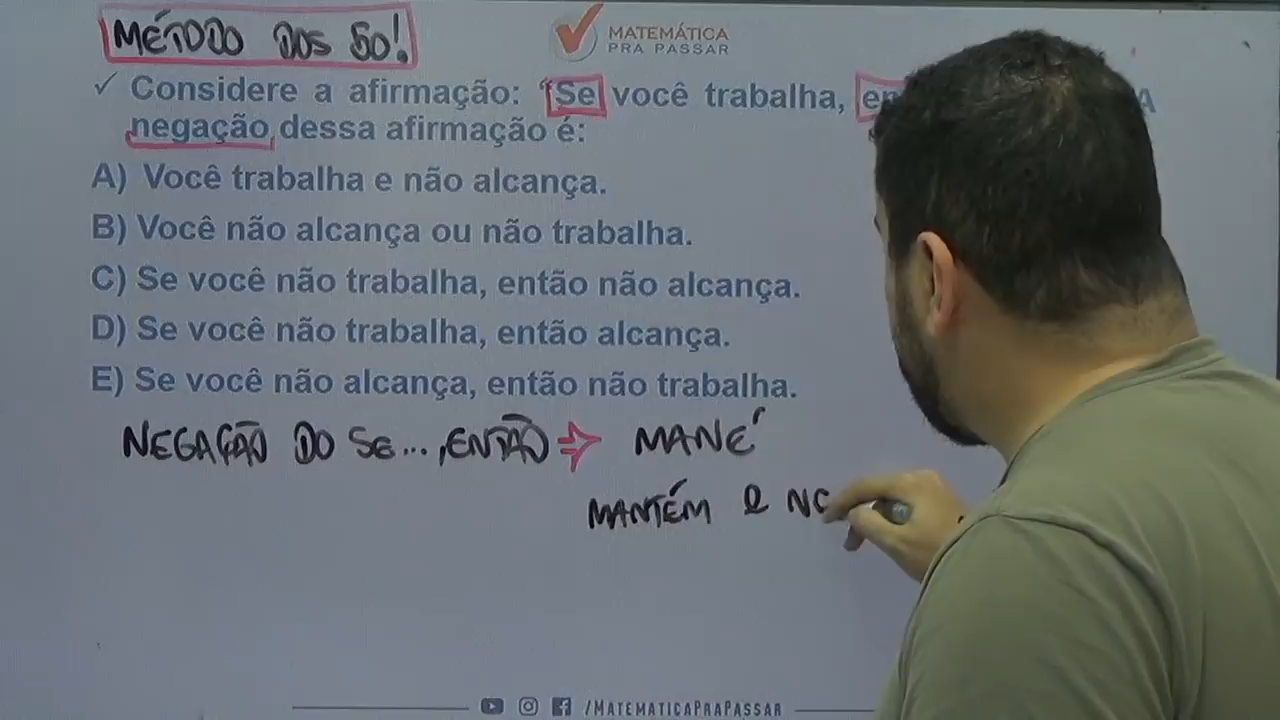 MÉTODO DOS 50!
MATEMÁTICA
PRA PASSAR
✓ Considere a afirmação: "Se você trabalha,
negação dessa afirmação é:
A) Você trabalha e não alcança.
B) Você não alcança ou não trabalha.
C) Se você não trabalha, então não alcança.
D) Se você não trabalha, então alcança.
E) Se você não alcança, então não trabalha.
NEGAÇÃO DO SE..., ENTÃO ⇒ MANÉ
MANTÉM E
/MATEMATICAPRAPASSAR